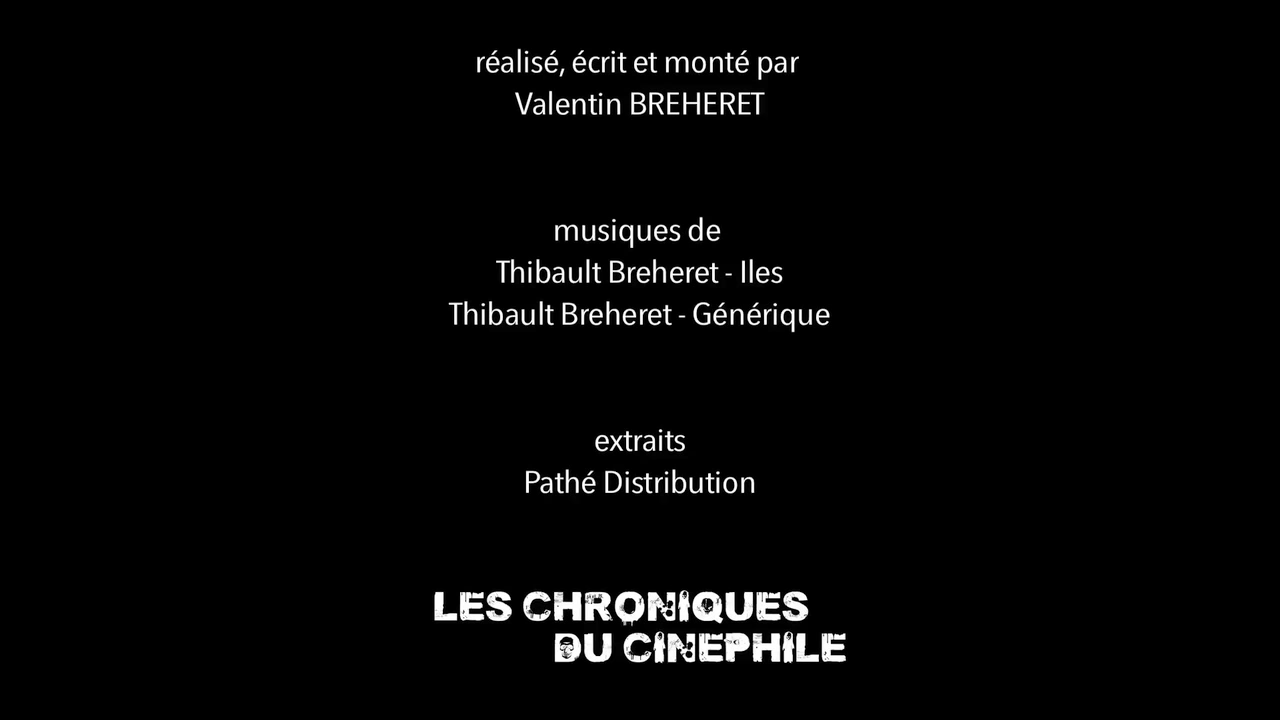 réalisé, écrit et monté par
Valentin BREHERET
musiques de
Thibault Breheret - Iles
Thibault Breheret - Générique
extraits
Pathé Distribution
LES CHRONIQUES
DU CINEPHILE